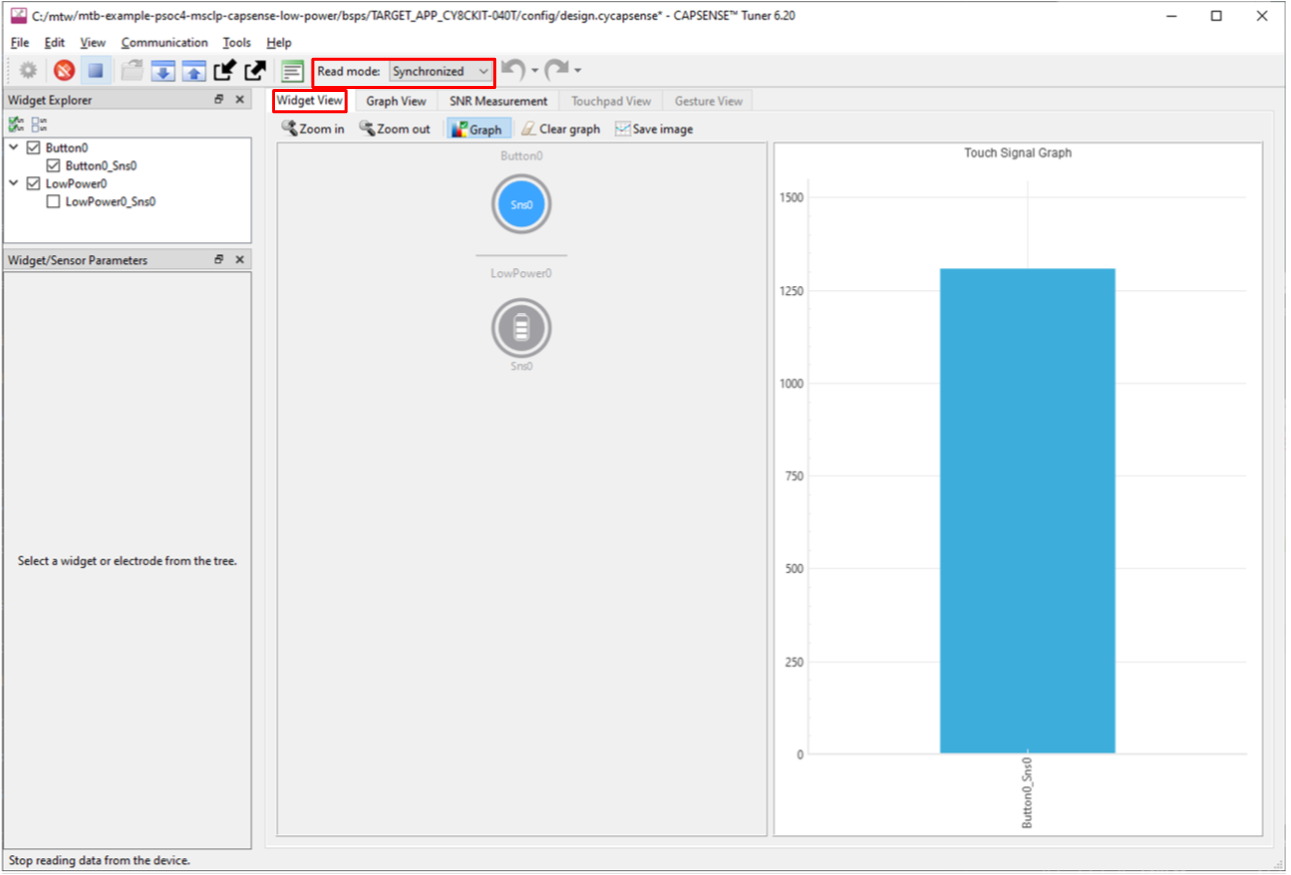 C:/mtw/mtb-example-psoc4-msclp-capsense-low-power/bsps/TARGET_APP_CY8CKIT-040T/config/design.cycapsense* - CAPSENSE™ Tuner 6.20
File Edit View Communication Tools Help
Read mode: Synchronized
Widget Explorer
Button0
Button0_Sns0
LowPower0
LowPower0_Sns0
Widget/Sensor Parameters
Select a widget or electrode from the tree.
Widget View Graph View SNR Measurement Touchpad View Gesture View
Zoom in Zoom out Graph Clear graph Save image
Button0
Sns0
LowPower0
Sns0
Touch Signal Graph
1500
1250
1000
750
500
250
0
Button0_Sns0
Stop reading data from the device.